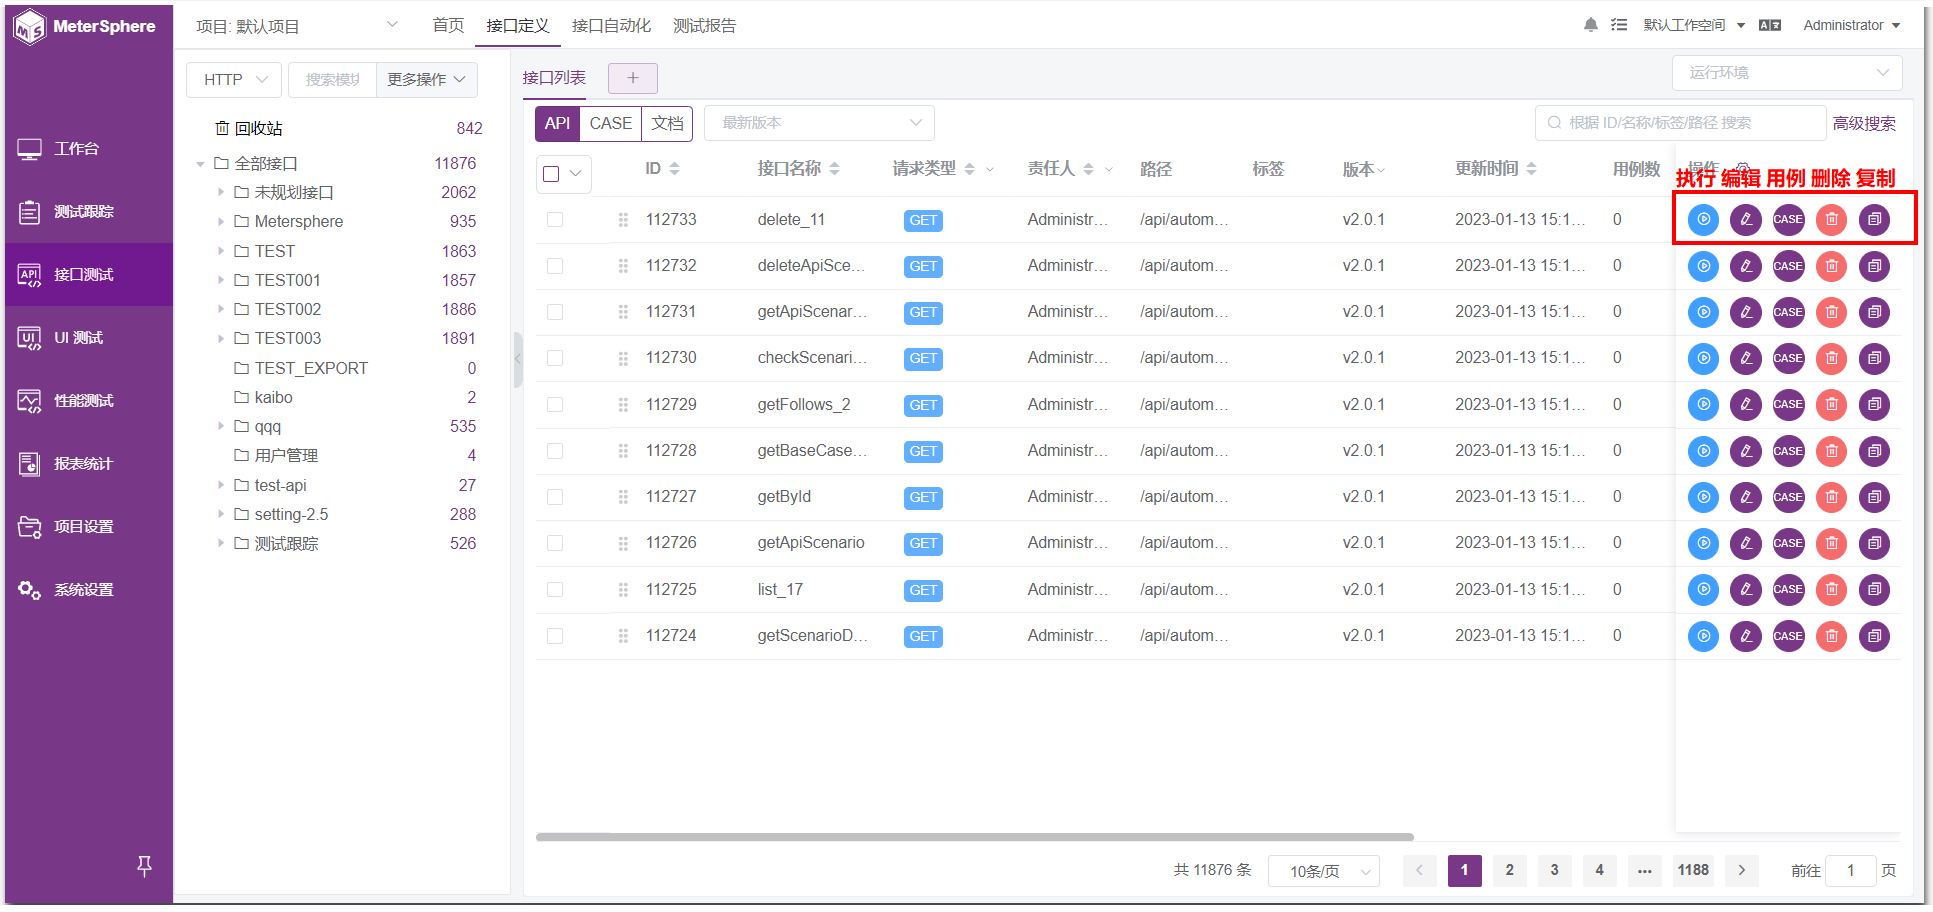 MeterSphere
项目: 默认项目
首页 接口定义 接口自动化 测试报告
默认工作空间
Administrator
工作台
测试跟踪
接口测试
UI 测试
性能测试
报表统计
项目设置
系统设置
HTTP 搜索模块 更多操作
回收站 842
全部接口 11876
未规划接口 2062
Metersphere 935
TEST 1863
TEST001 1857
TEST002 1886
TEST003 1891
TEST_EXPORT 0
kaibo 2
qqq 535
用户管理 4
test-api 27
setting-2.5 288
测试跟踪 526
接口列表 +
运行环境
API CASE 文档 最新版本
根据 ID/名称/标签/路径 搜索 高级搜索
ID 接口名称 请求类型 责任人 路径 标签 版本 更新时间 用例数 操作
执行 编辑 用例 删除 复制
112733 delete_11 GET Administr... /api/autom... v2.0.1 2023-01-13 15:1... 0 CASE
112732 deleteApiSce... GET Administr... /api/autom... v2.0.1 2023-01-13 15:1... 0 CASE
112731 getApiScenar... GET Administr... /api/autom... v2.0.1 2023-01-13 15:1... 0 CASE
112730 checkScenari... GET Administr... /api/autom... v2.0.1 2023-01-13 15:1... 0 CASE
112729 getFollows_2 GET Administr... /api/autom... v2.0.1 2023-01-13 15:1... 0 CASE
112728 getBaseCase... GET Administr... /api/autom... v2.0.1 2023-01-13 15:1... 0 CASE
112727 getById GET Administr... /api/autom... v2.0.1 2023-01-13 15:1... 0 CASE
112726 getApiScenario GET Administr... /api/autom... v2.0.1 2023-01-13 15:1... 0 CASE
112725 list_17 GET Administr... /api/autom... v2.0.1 2023-01-13 15:1... 0 CASE
112724 getScenarioD... GET Administr... /api/autom... v2.0.1 2023-01-13 15:1... 0 CASE
共 11876 条 10条/页 1 2 3 4 ... 1188 前往 1 页